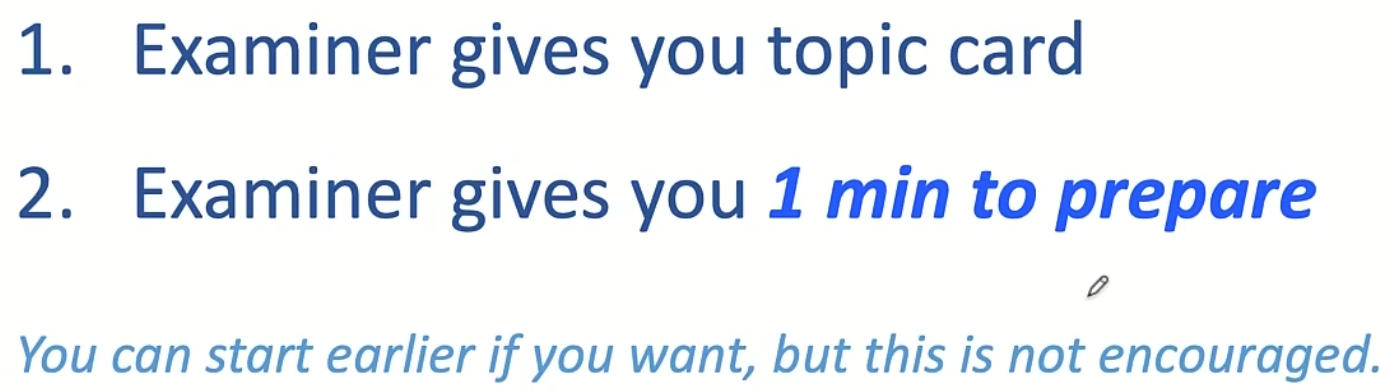 1. Examiner gives you topic card
2. Examiner gives you 1 min to prepare
You can start earlier if you want, but this is not encouraged.